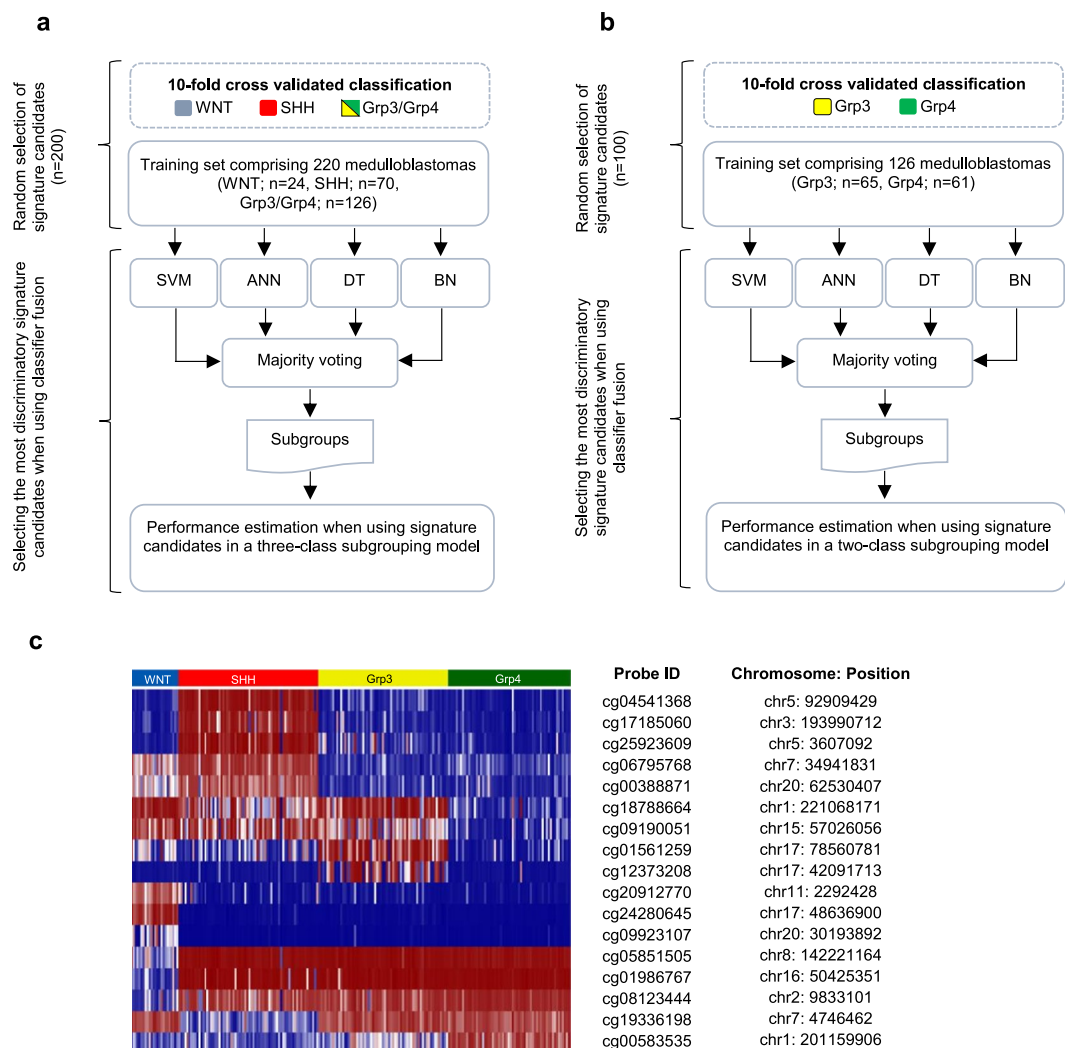 a
10-fold cross validated classification
WNT SHH Grp3/Grp4
Training set comprising 220 medulloblastomas
(WNT; n=24, SHH; n=70,
Grp3/Grp4; n=126)
Random selection of
signature candidates
(n=200)
SVM ANN DT BN
Majority voting
Subgroups
Performance estimation when using signature
candidates in a three-class subgrouping model
Selecting the most discriminatory signature
candidates when using classifier fusion
b
10-fold cross validated classification
Grp3 Grp4
Training set comprising 126 medulloblastomas
(Grp3; n=65, Grp4; n=61)
Random selection of
signature candidates
(n=100)
SVM ANN DT BN
Majority voting
Subgroups
Performance estimation when using signature
candidates in a two-class subgrouping model
Selecting the most discriminatory
signature candidates when using
classifier fusion
c
WNT SHH Grp3 Grp4
Probe ID Chromosome: Position
cg04541368 chr5: 92909429
cg17185060 chr3: 193990712
cg25923609 chr5: 3607092
cg06795768 chr7: 34941831
cg00388871 chr20: 62530407
cg18788664 chr1: 221068171
cg09190051 chr15: 57026056
cg01561259 chr17: 78560781
cg12373208 chr17: 42091713
cg20912770 chr11: 2292428
cg24280645 chr17: 48636900
cg09923107 chr20: 30193892
cg05851505 chr8: 142221164
cg01986767 chr16: 50425351
cg08123444 chr2: 9833101
cg19336198 chr7: 4746462
cg00583535 chr1: 201159906